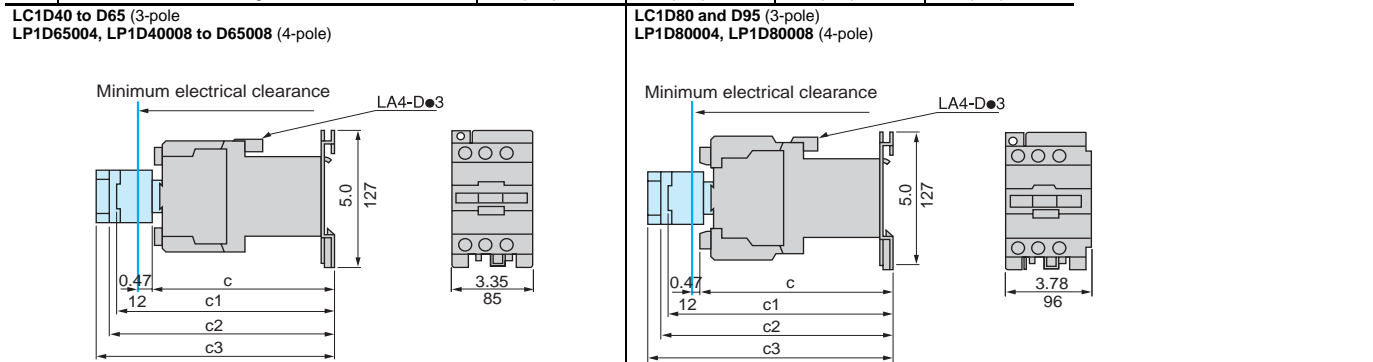 LC1D40 to D65 (3-pole
LP1D65004, LP1D40008 to D65008 (4-pole)
Minimum electrical clearance
LA4-D●3
5.0
127
0.47
12
c
c1
c2
c3
3.35
85
LC1D80 and D95 (3-pole)
LP1D80004, LP1D80008 (4-pole)
Minimum electrical clearance
LA4-D●3
5.0
127
0.47
12
c
c1
c2
c3
3.78
96